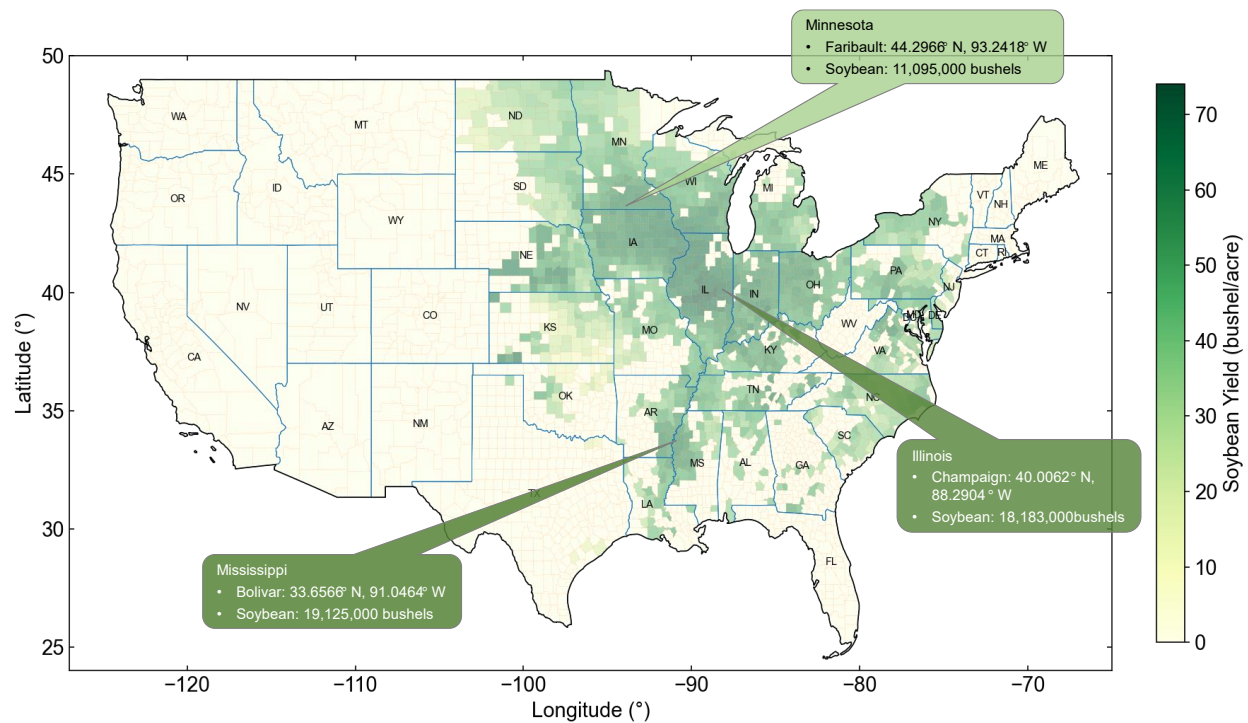 Minnesota
• Faribault: 44.2966° N, 93.2418° W
• Soybean: 11,095,000 bushels
50
45
40
35
30
25
Latitude (°)
WA
MT
ND
MN
ME
OR
ID
SD
WI
MI
VT
NH
WY
NY
MA
CT
RI
IA
NE
PA
NJ
NV
UT
CO
IL
IN
OH
KS
MO
WV
MD
DE
CA
KY
VA
OK
TN
NC
AZ
NM
AR
SC
MS
AL
GA
TX
LA
FL
Illinois
• Champaign: 40.0062° N,
88.2904° W
• Soybean: 18,183,000bushels
Mississippi
• Bolivar: 33.6566° N, 91.0464° W
• Soybean: 19,125,000 bushels
−120
−110
−100
−90
−80
−70
Longitude (°)
70
60
50
40
30
20
10
0
Soybean Yield (bushel/acre)